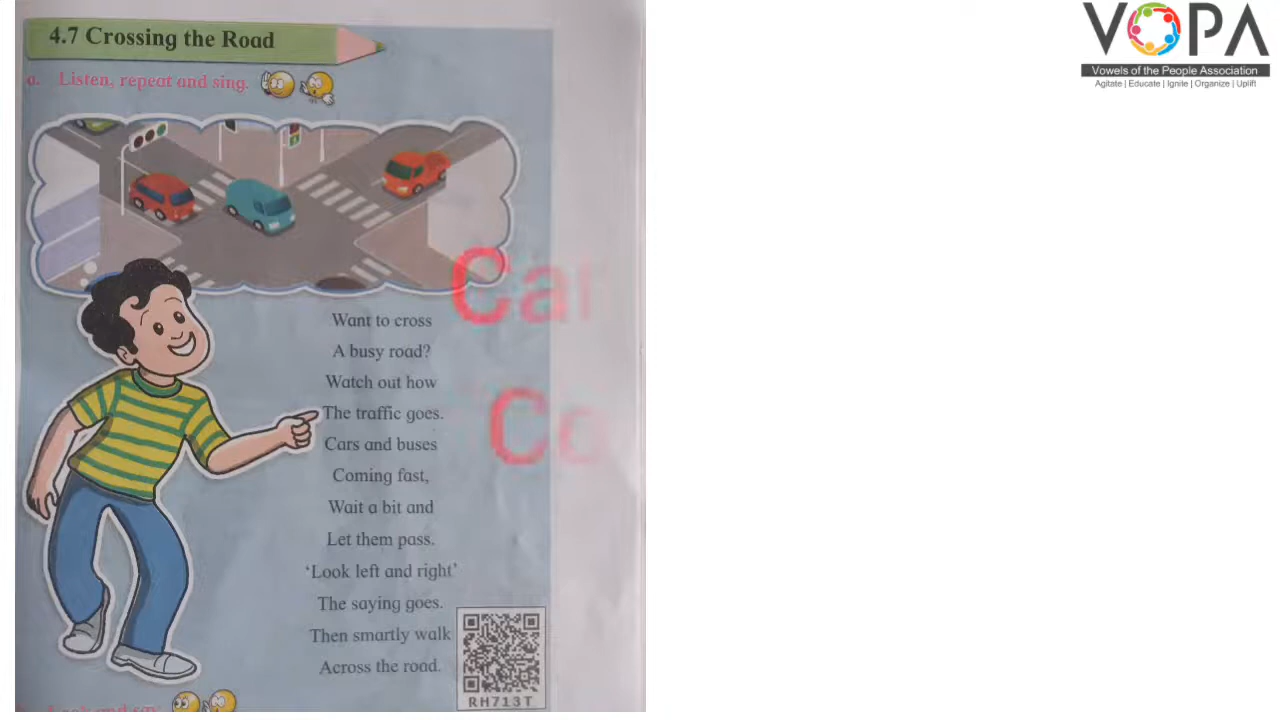 4.7 Crossing the Road
a. Listen, repeat and sing.
Want to cross
A busy road?
Watch out how
The traffic goes.
Cars and buses
Coming fast,
Wait a bit and
Let them pass.
'Look left and right'
The saying goes.
Then smartly walk
Across the road.
RH713T
VOPA
Vowels of the People Association
Agitate | Educate | Ignite | Organize | Uplift